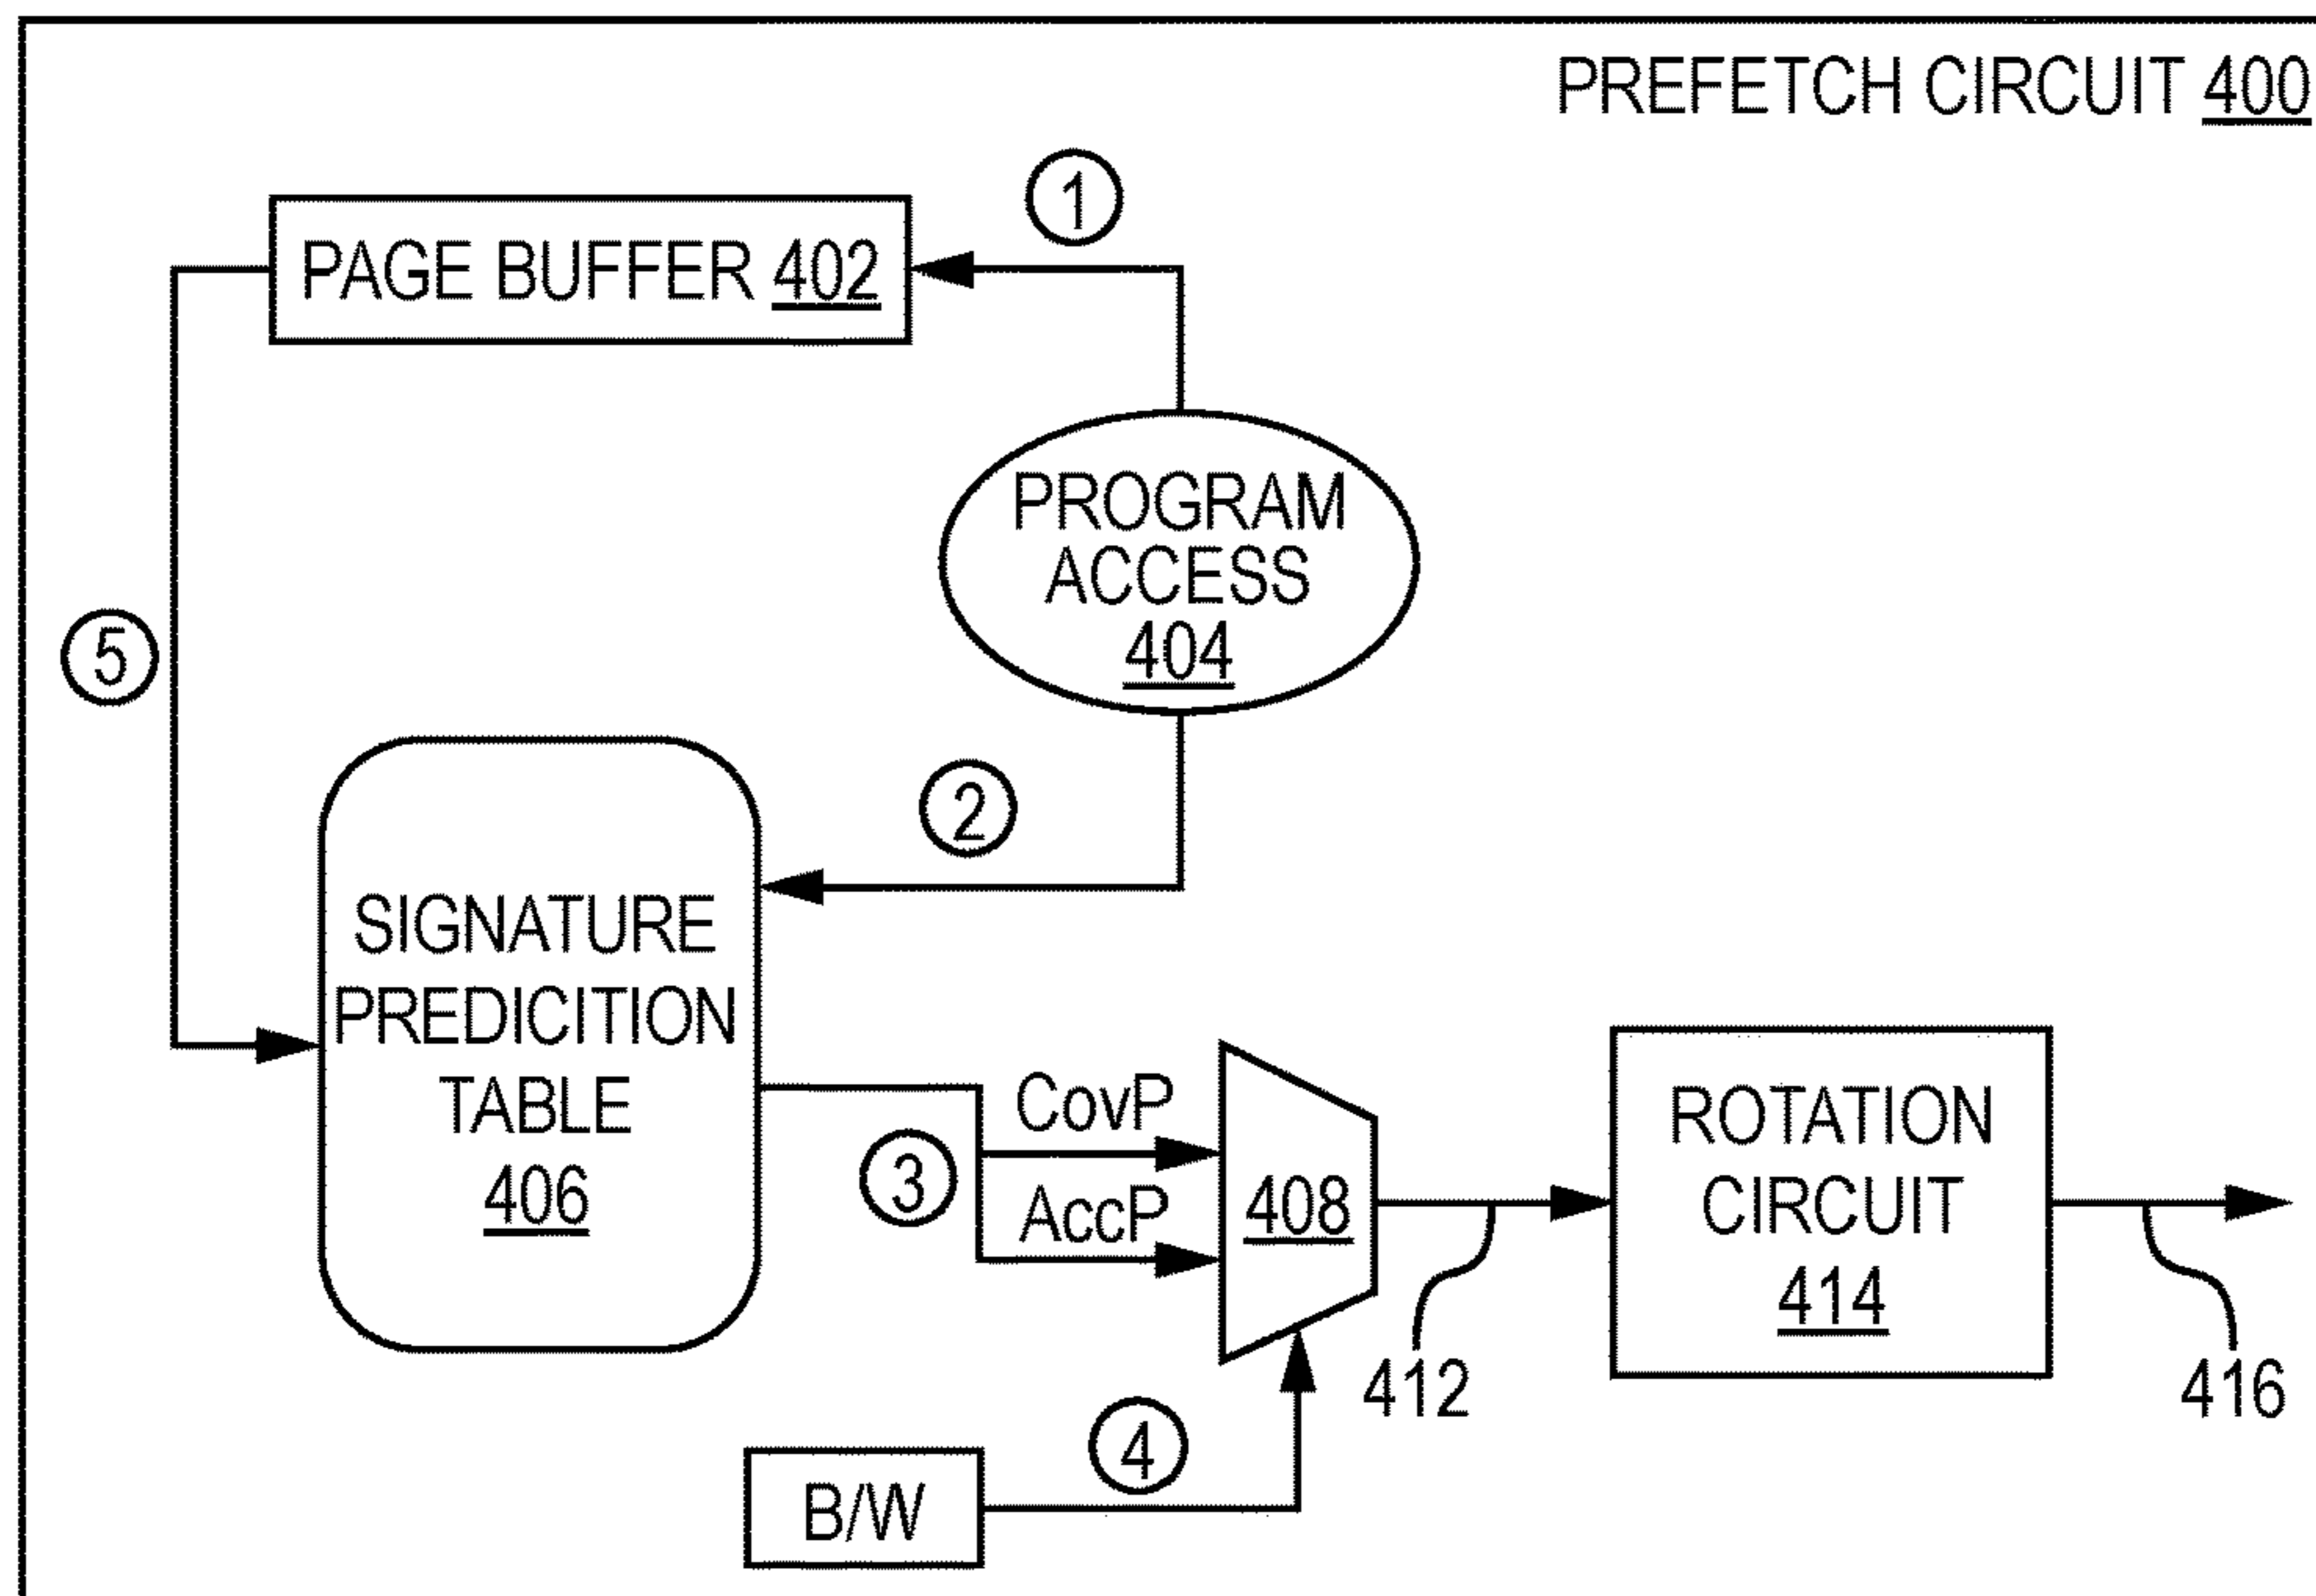 PREFETCH CIRCUIT 400
1
PAGE BUFFER 402
PROGRAM
ACCESS
404
5
2
SIGNATURE
PREDICITION
TABLE
406
CovP
3
AccP
408
ROTATION
CIRCUIT
414
412
416
4
B/W